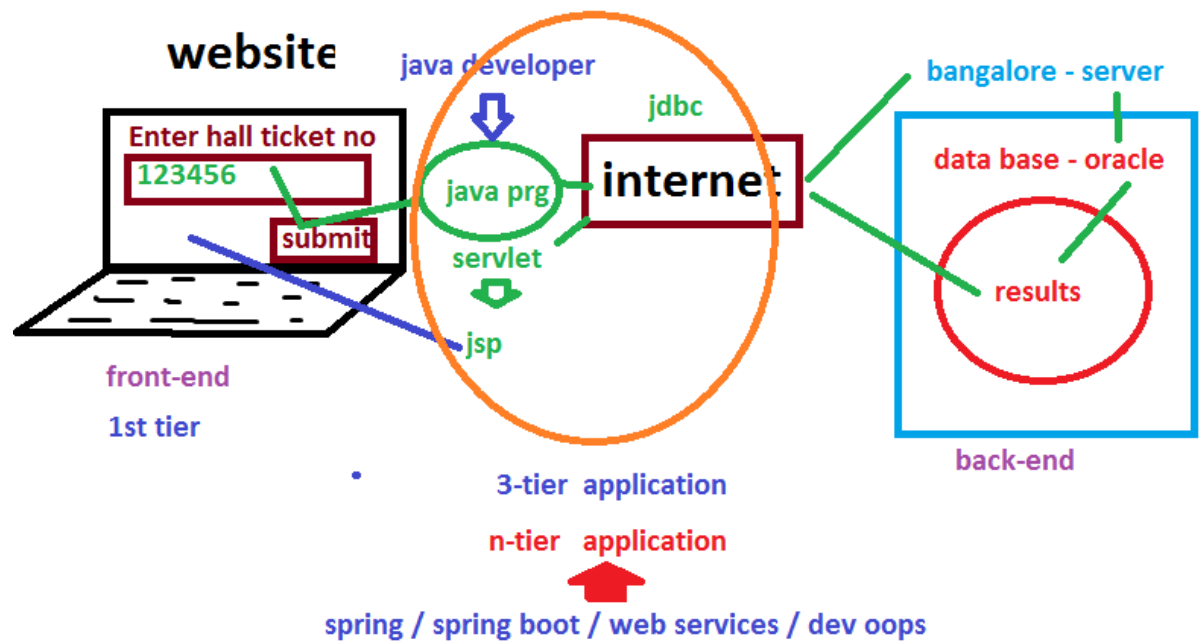 website
Enter hall ticket no
123456
submit
front-end
1st tier
java developer
java prg
servlet
jsp
jdbc
internet
bangalore - server
data base - oracle
results
back-end
3-tier application
n-tier application
spring / spring boot / web services / dev oops